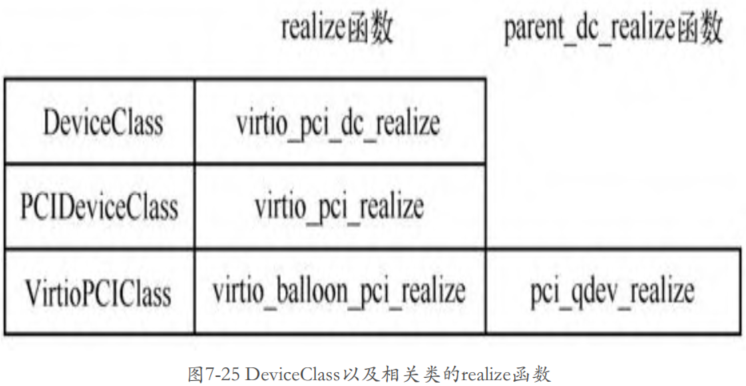 realize函数 parent_dc_realize函数
DeviceClass virtio_pci_dc_realize
PCIDeviceClass virtio_pci_realize
VirtioPCIClass virtio_balloon_pci_realize pci_qdev_realize
图7-25 DeviceClass以及相关类的realize函数